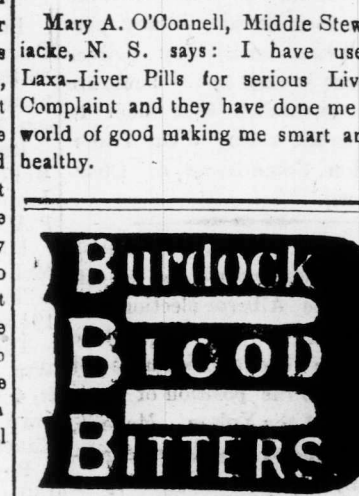 Mary A. O'Connell, Middle Stew
iacke, N. S. says: I have use
Laxa-Liver Pills for serious Liv
Complaint and they have done me
world of good making me smart an
healthy.
Burdock
BLOOD
BITTERS